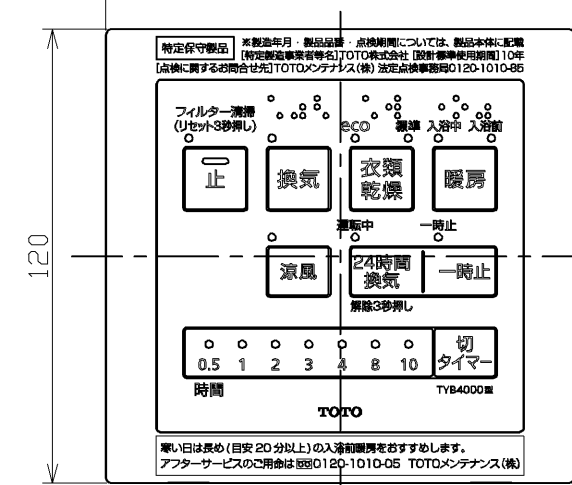 特定保守製品
※製造年月・製品品番・点検期間については、製品本体に記載
[特定製造事業者等名]TOTO株式会社 [設計標準使用期間]10年
[点検に関するお問合せ先]TOTOメンテナンス(株) 法定点検事務局0120-1010-85
フィルター清掃
(リセット3秒押し)
eco 標準 入浴中 入浴前
止 換気 衣類
乾燥 暖房
運転中 一時止
涼風 24時間
換気 一時止
解除3秒押し
0.5 1 2 3 4 8 10
切
タイマー
時間
TYB4000型
TOTO
寒い日は長め(目安20分以上)の入浴前暖房をおすすめします。
アフターサービスのご用命は 0120-1010-05 TOTOメンテナンス(株)
120